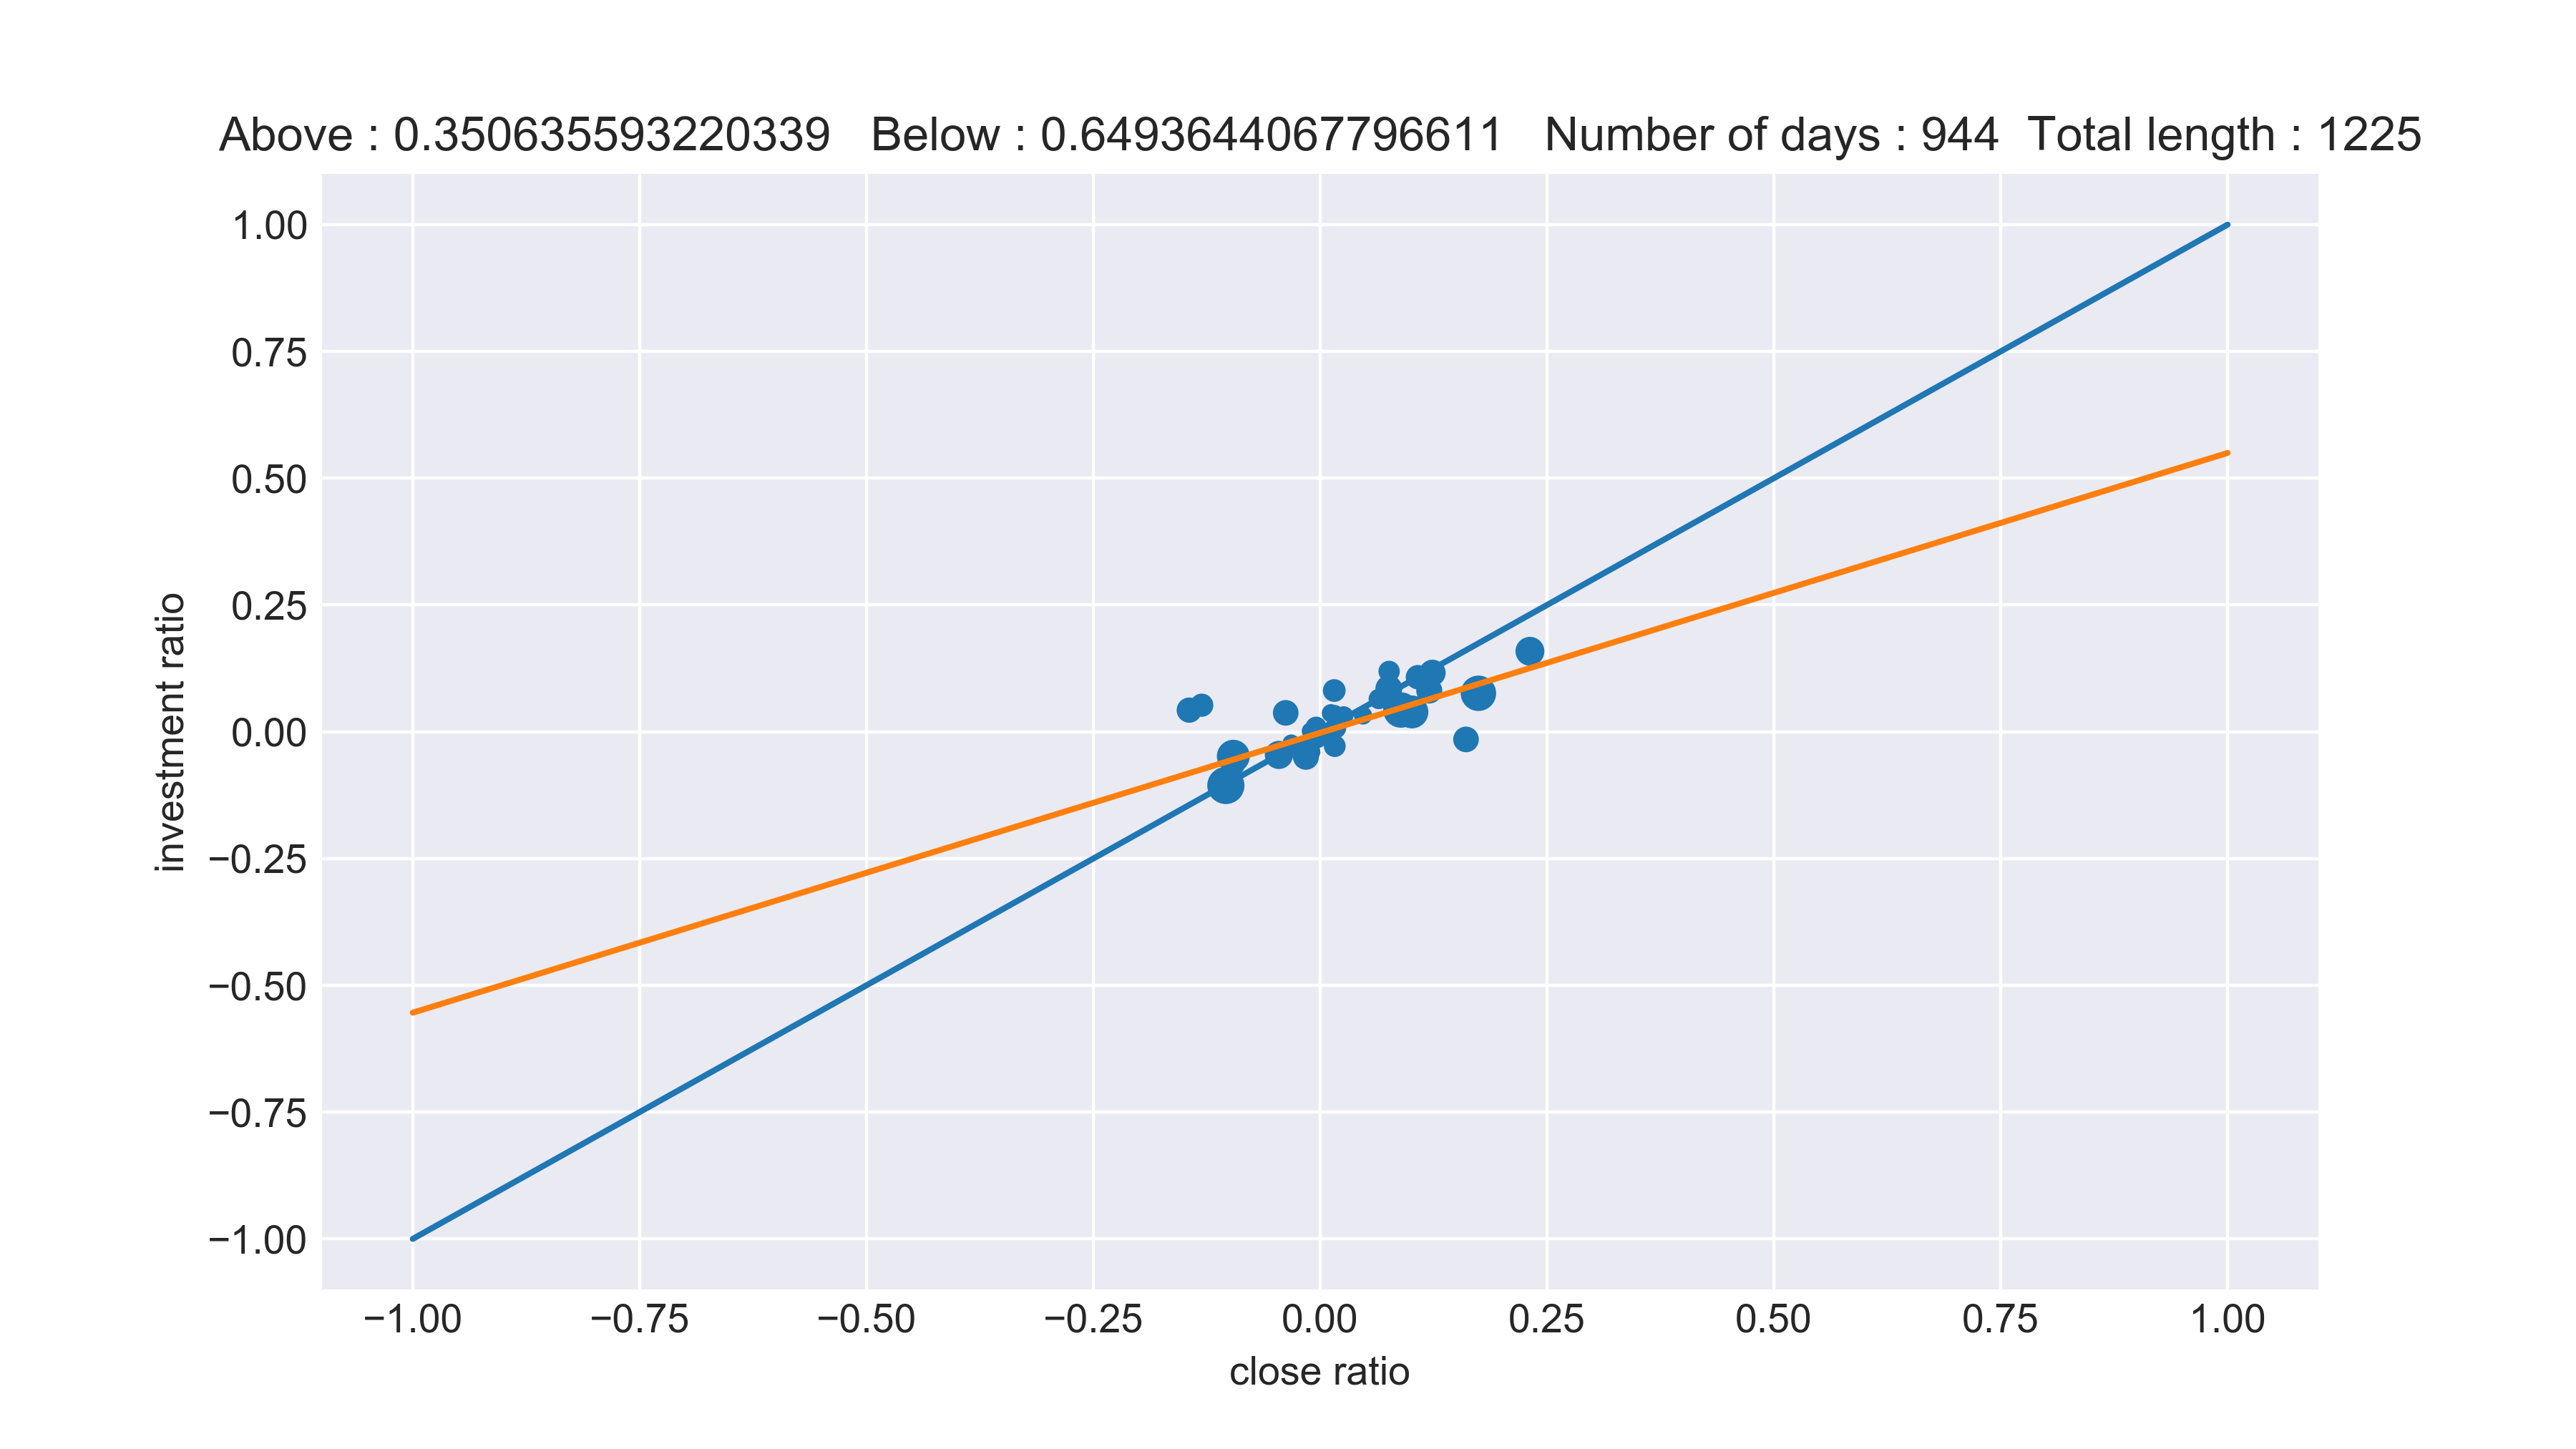 Above : 0.350635593220339   Below : 0.6493644067796611   Number of days : 944  Total length : 1225
1.00
0.75
0.50
0.25
0.00
−0.25
−0.50
−0.75
−1.00
investment ratio
−1.00 −0.75 −0.50 −0.25 0.00 0.25 0.50 0.75 1.00
close ratio